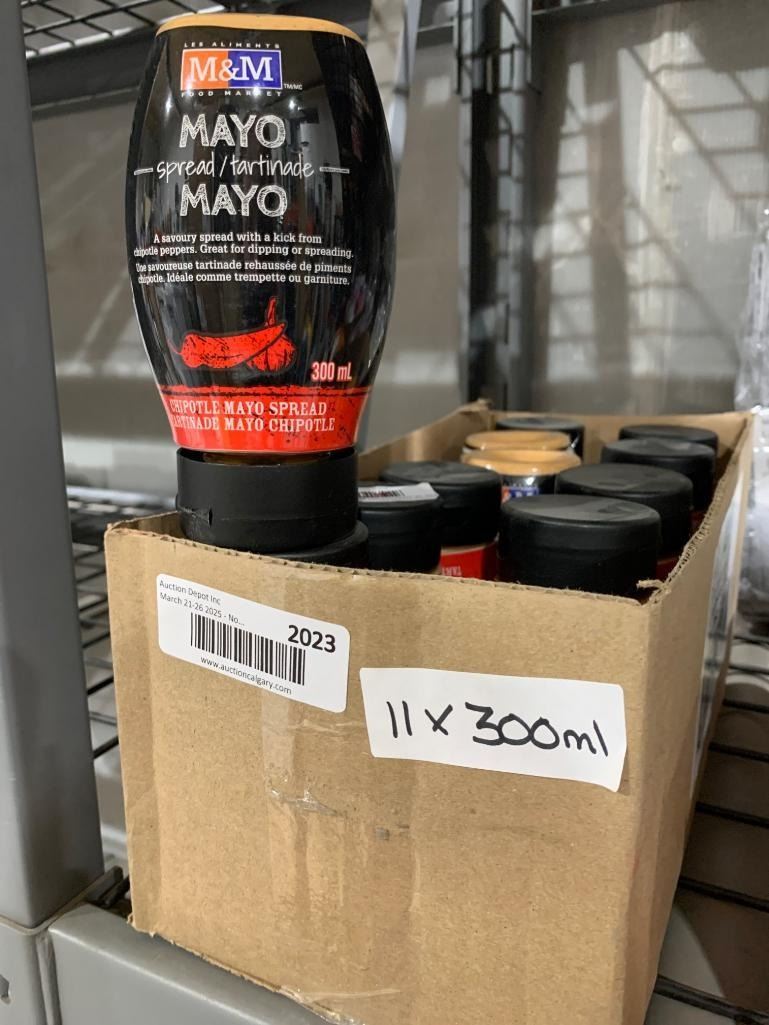 LES ALIMENTS
M&M
FOOD MARKET TM/MC
MAYO
spread / tartinade
MAYO
A savoury spread with a kick from
chipotle peppers. Great for dipping or spreading.
Une savoureuse tartinade rehaussée de piments
chipotle. Idéale comme trempette ou garniture.
300 mL
CHIPOTLE MAYO SPREAD
TARTINADE MAYO CHIPOTLE
Auction Depot Inc
March 21-26 2025 - No...
2023
www.auctioncalgary.com
11 x 300ml